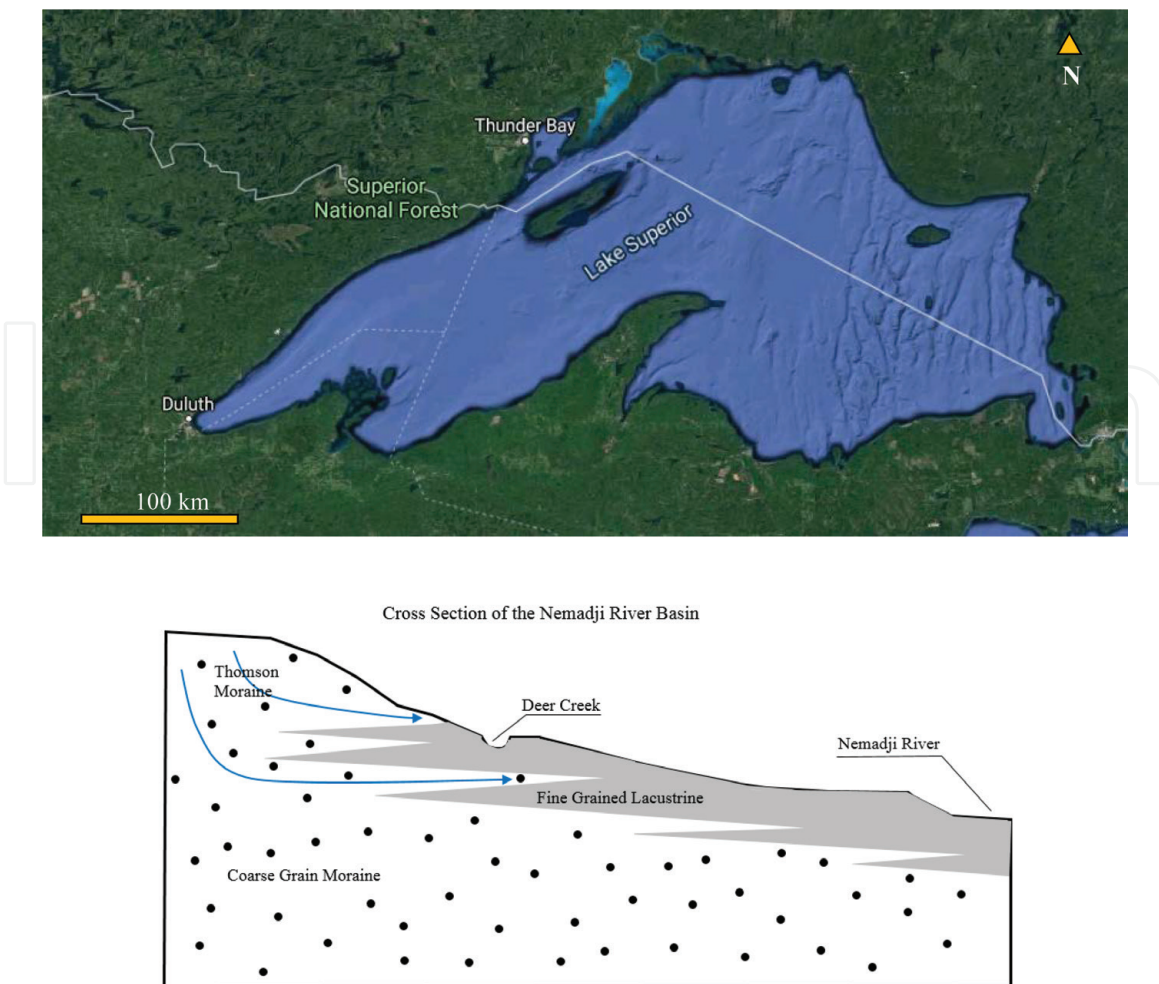 N
Thunder Bay
Superior
National Forest
Lake Superior
Duluth
100 km
Cross Section of the Nemadji River Basin
Thomson
Moraine
Deer Creek
Nemadji River
Fine Grained Lacustrine
Coarse Grain Moraine